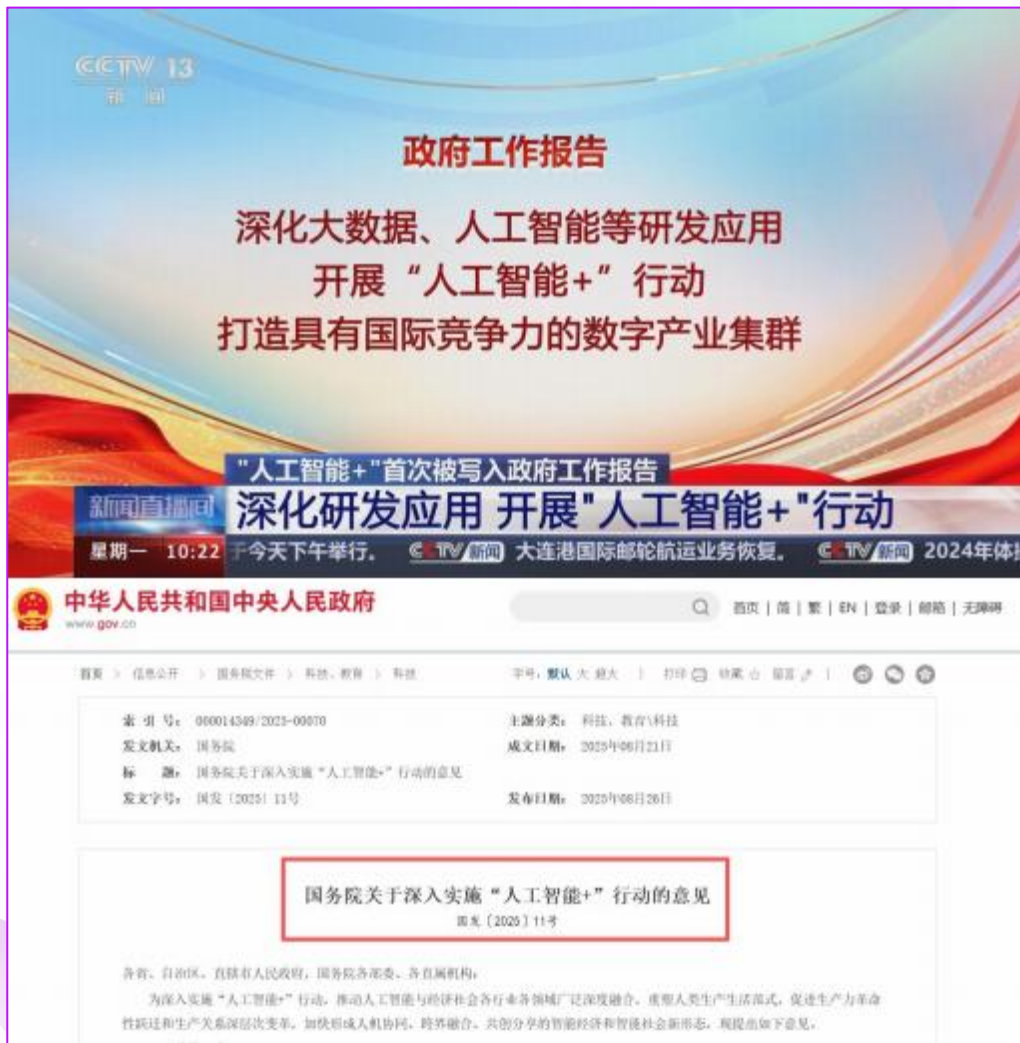 CCTV 13
新闻
政府工作报告
深化大数据、人工智能等研发应用
开展“人工智能+”行动
打造具有国际竞争力的数字产业集群
"人工智能+"首次被写入政府工作报告
新闻直播间
深化研发应用 开展"人工智能+"行动
星期一 10:22 于今天下午举行。 CCTV新闻 大连港国际邮轮航运业务恢复。 CCTV新闻 2024年体
中华人民共和国中央人民政府
www.gov.cn
首页 | 简 | 繁 | EN | 登录 | 邮箱 | 无障碍
首页 > 信息公开 > 国务院文件 > 科技、教育 > 科技
字号：默认 大 超大 | 打印 收藏 留言 |
索 引 号： 000014349/2025-00070 主题分类： 科技、教育\科技
发文机关： 国务院 成文日期： 2025年08月21日
标 题： 国务院关于深入实施“人工智能+”行动的意见
发文字号： 国发〔2025〕11号 发布日期： 2025年08月26日
国务院关于深入实施“人工智能+”行动的意见
国发〔2025〕11号
各省、自治区、直辖市人民政府，国务院各部委、各直属机构：
为深入实施“人工智能+”行动，推动人工智能与经济社会各行业各领域广泛深度融合，重塑人类生产生活范式，促进生产力革命
性跃迁和生产关系深层次变革，加快形成人机协同、跨界融合、共创分享的智能经济和智能社会新形态，现提出如下意见。